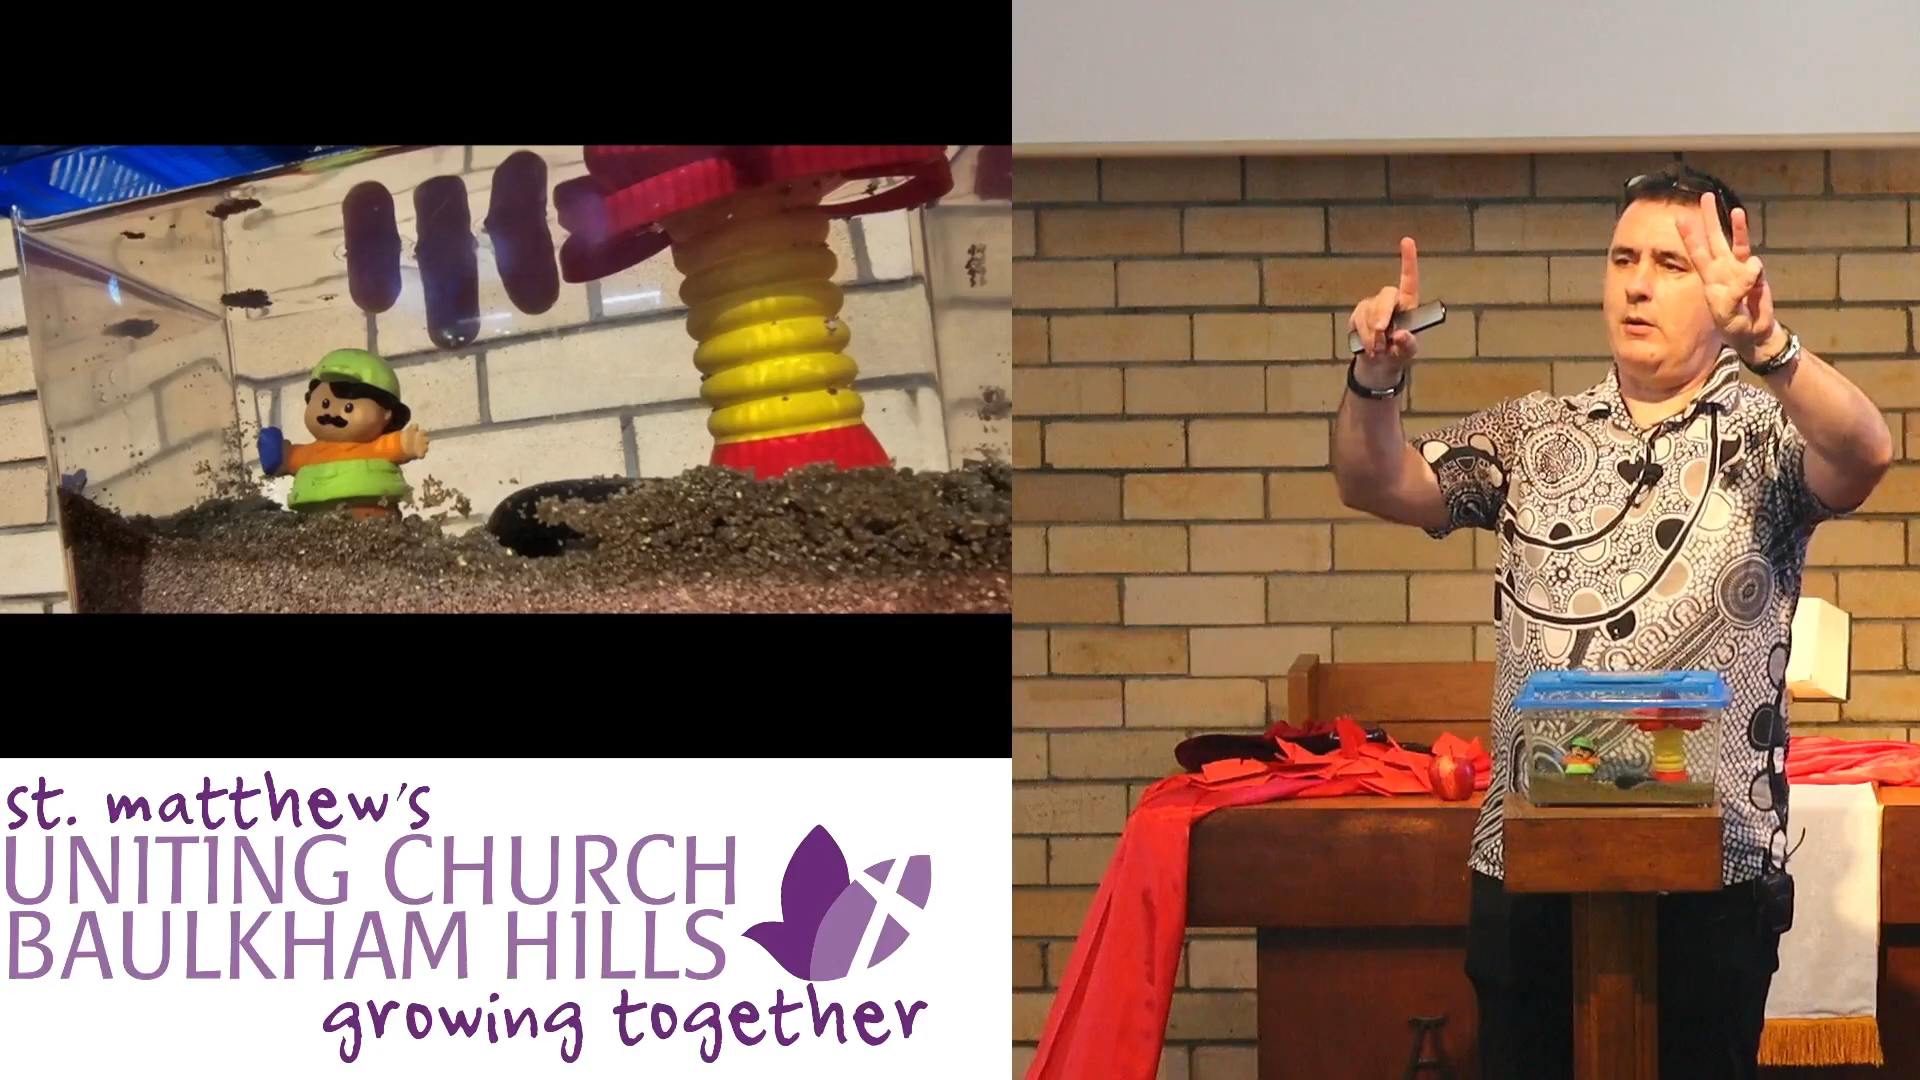 st. matthew's
UNITING CHURCH
BAULKHAM HILLS
growing together